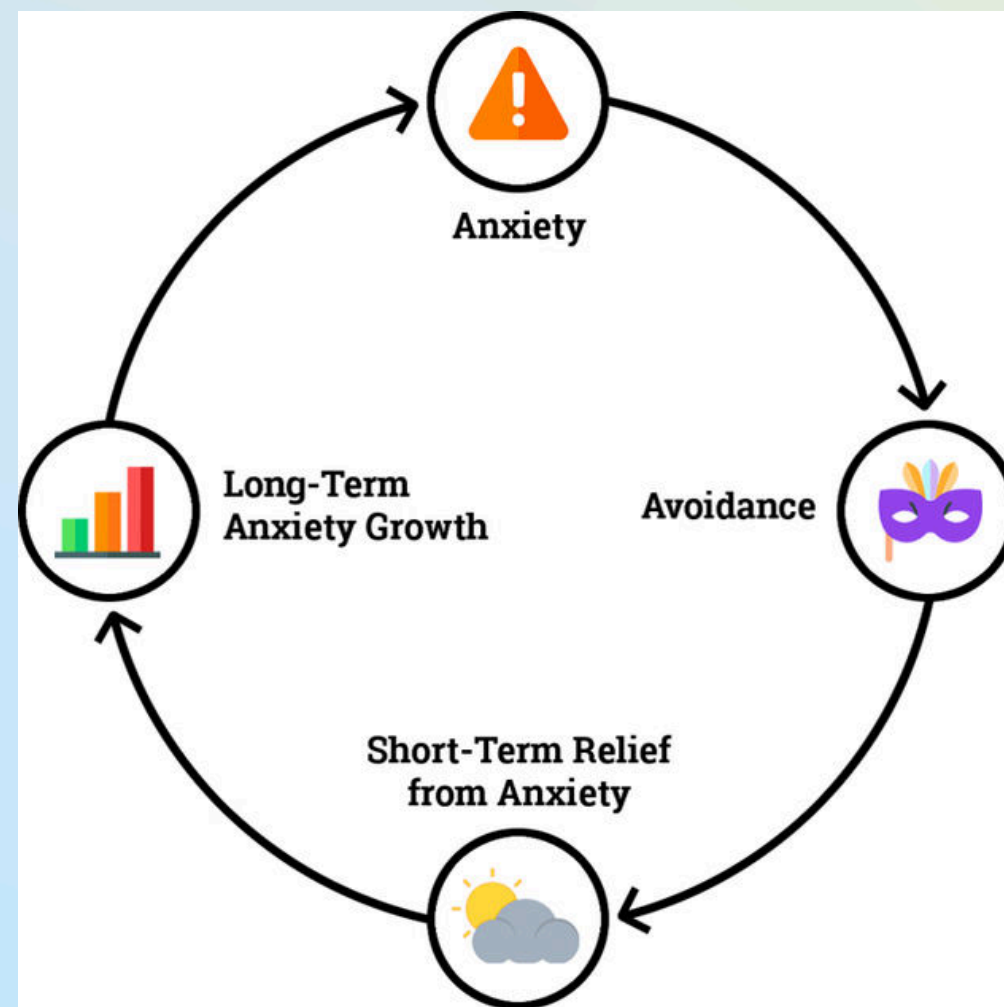 Anxiety
Avoidance
Short-Term Relief
from Anxiety
Long-Term
Anxiety Growth